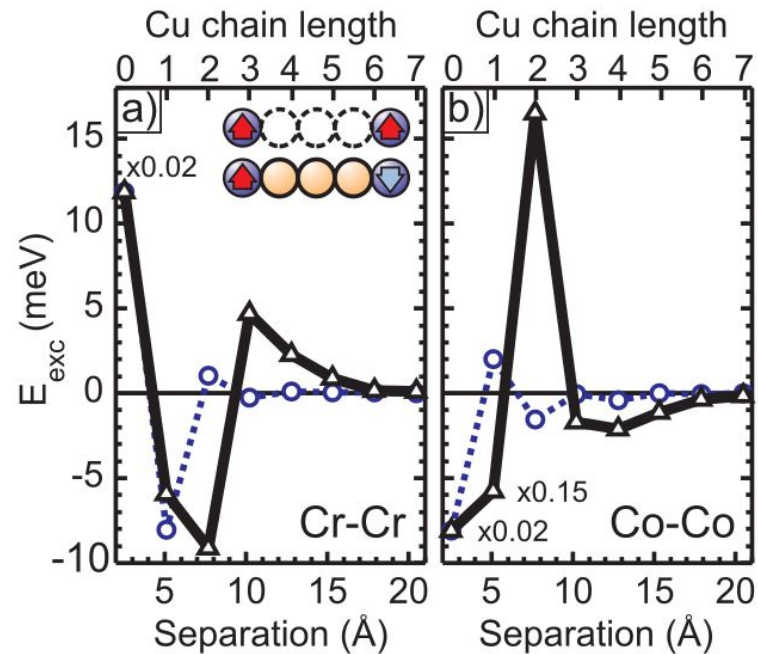 Cu chain length
Cu chain length
0 1 2 3 4 5 6 7
0 1 2 3 4 5 6 7
a)
b)
x0.02
15
10
5
0
-5
-10
E_exc (meV)
x0.15
x0.02
Cr-Cr
Co-Co
5 10 15 20
5 10 15 20
Separation (Å)
Separation (Å)